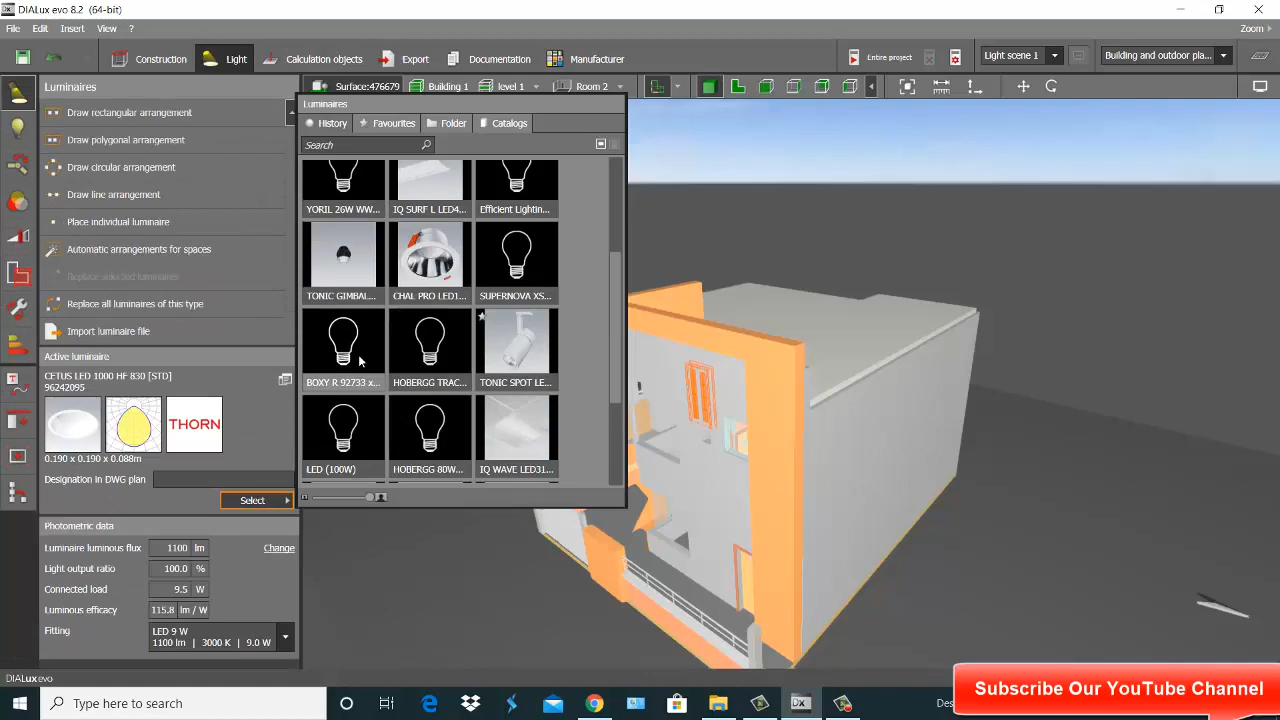 DIALux evo 8.2 (64-bit)
File Edit Insert View ? Zoom
Construction Light Calculation objects Export Documentation Manufacturer Entire project Light scene 1 Building and outdoor pla...
Luminaires Surface:476679 Building 1 level 1 Room 2
Draw rectangular arrangement
Draw polygonal arrangement
Draw circular arrangement
Draw line arrangement
Place individual luminaire
Automatic arrangements for spaces
Replace selected luminaires
Replace all luminaires of this type
Import luminaire file
Active luminaire
CETUS LED 1000 HF 830 [STD]
96242095
THORN
0.190 x 0.190 x 0.088m
Designation in DWG plan
Select
Photometric data
Luminaire luminous flux 1100 lm Change
Light output ratio 100.0 %
Connected load 9.5 W
Luminous efficacy 115.8 lm / W
Fitting LED 9 W
1100 lm | 3000 K | 9.0 W
Luminaires
History Favourites Folder Catalogs
Search
YORIL 26W WW... IQ SURF L LED4... Efficient Lightin...
TONIC GIMBAL... CHAL PRO LED1... SUPERNOVA XS...
BOXY R 92733 x... HOBERGG TRAC... TONIC SPOT LE...
LED (100W) HOBERGG 80W... IQ WAVE LED31...
DIALux evo
Subscribe Our YouTube Channel
Type here to search
Des